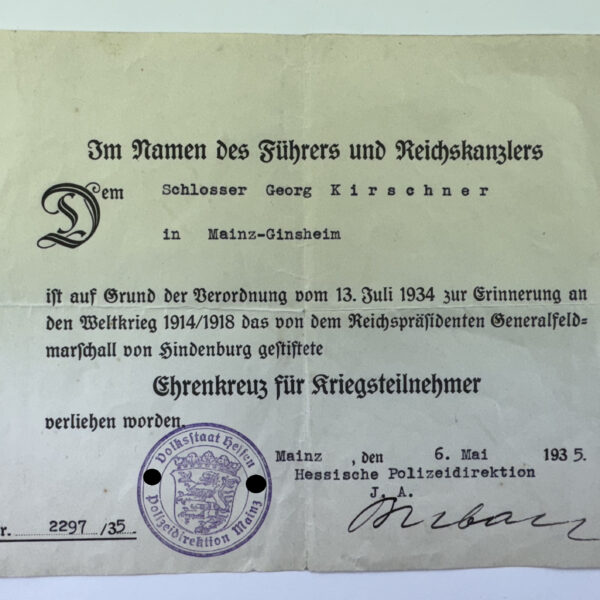 Im Namen des Führers und Reichskanzlers
Dem Schlosser Georg Kirschner
in Mainz-Ginsheim
ist auf Grund der Verordnung vom 13. Juli 1934 zur Erinnerung an
den Weltkrieg 1914/1918 das von dem Reichspräsidenten Generalfeld-
marschall von Hindenburg gestiftete
Ehrenkreuz für Kriegsteilnehmer
verliehen worden.
Mainz, den 6. Mai 1935.
Hessische Polizeidirektion
J. A.
Volksstaat Hessen
Polizeidirektion Mainz
r. 2297 /35.